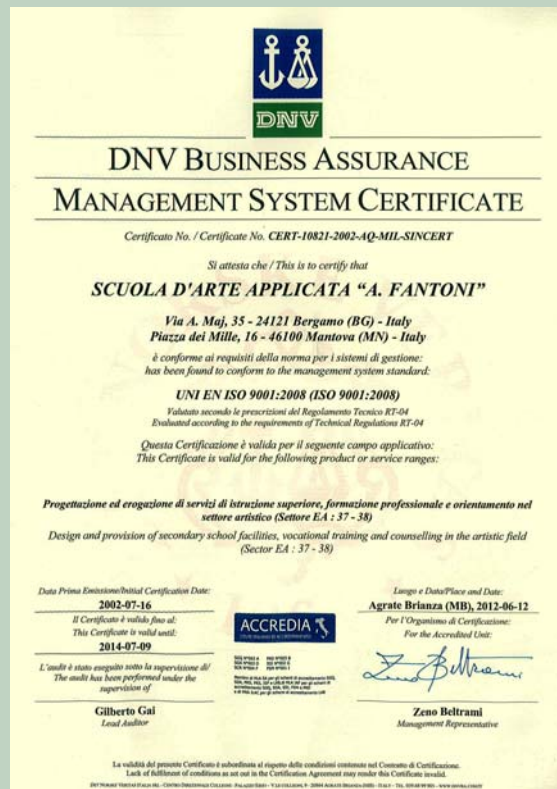 DNV
DNV BUSINESS ASSURANCE
MANAGEMENT SYSTEM CERTIFICATE
Certificato No. / Certificate No. CERT-10821-2002-AQ-MIL-SINCERT
Si attesta che / This is to certify that
SCUOLA D'ARTE APPLICATA “A. FANTONI”
Via A. Maj, 35 - 24121 Bergamo (BG) - Italy
Piazza dei Mille, 16 - 46100 Mantova (MN) - Italy
è conforme ai requisiti della norma per i sistemi di gestione:
has been found to conform to the management system standard:
UNI EN ISO 9001:2008 (ISO 9001:2008)
Valutato secondo le prescrizioni del Regolamento Tecnico RT-04
Evaluated according to the requirements of Technical Regulations RT-04
Questa Certificazione è valida per il seguente campo applicativo:
This Certificate is valid for the following product or service ranges:
Progettazione ed erogazione di servizi di istruzione superiore, formazione professionale e orientamento nel
settore artistico (Settore EA : 37 - 38)
Design and provision of secondary school facilities, vocational training and counselling in the artistic field
(Sector EA : 37 - 38)
Data Prima Emissione/Initial Certification Date:
2002-07-16
Il Certificato è valido fino al:
This Certificate is valid until:
2014-07-09
L'audit è stato eseguito sotto la supervisione di/
The audit has been performed under the
supervision of
Gilberto Gai
Lead Auditor
ACCREDIA
Luogo e Data/Place and Date:
Agrate Brianza (MB), 2012-06-12
Per l'Organismo di Certificazione:
For the Accredited Unit:
Zeno Beltrami
Zeno Beltrami
Management Representative
La validità del presente Certificato è subordinata al rispetto delle condizioni contenute nel Contratto di Certificazione.
Lack of fulfilment of conditions as set out in the Certification Agreement may render this Certificate invalid.